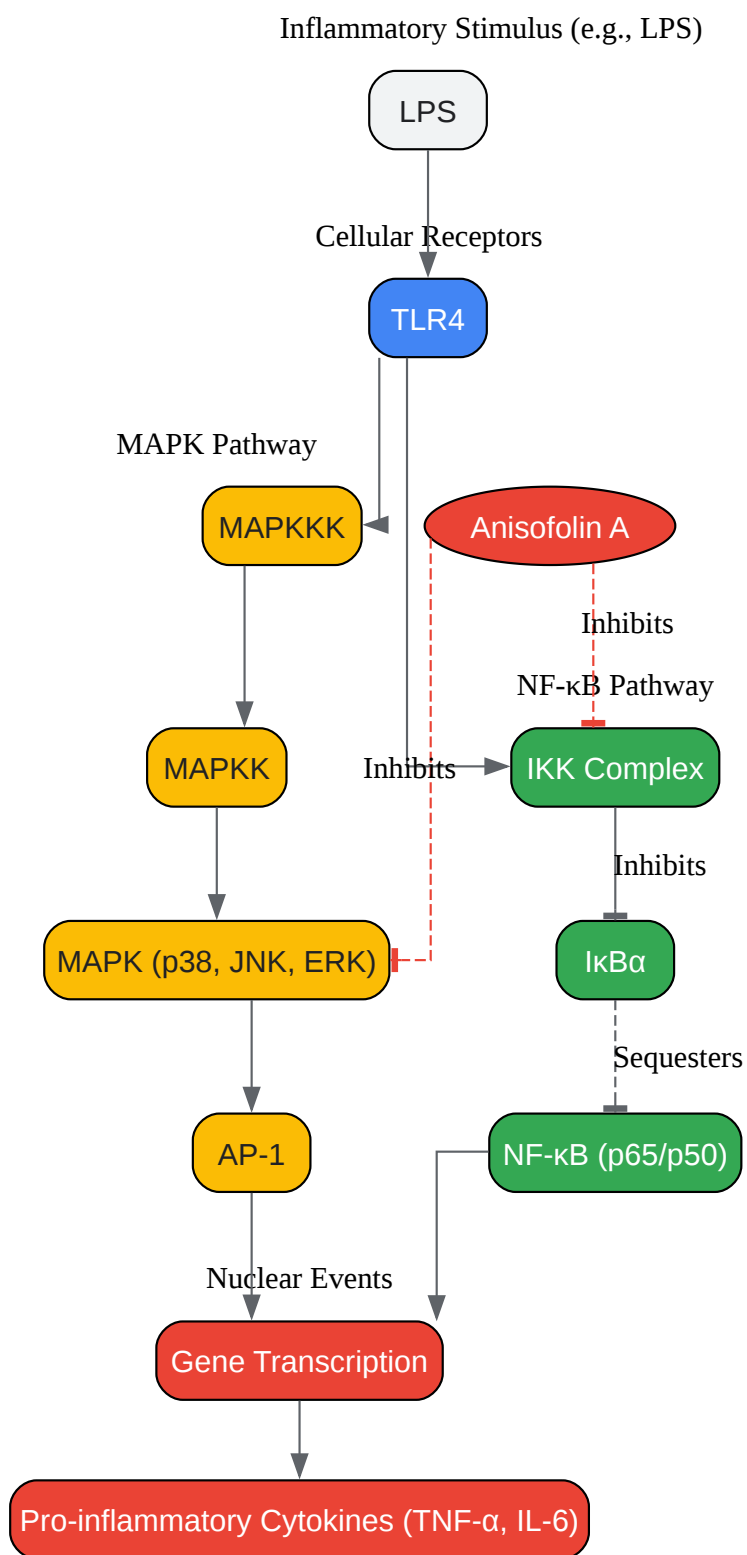 Inflammatory Stimulus (e.g., LPS)
LPS
Cellular Receptors
TLR4
MAPK Pathway
MAPKKK
Anisofolin A
Inhibits
NF-κB Pathway
MAPKK
Inhibits
IKK Complex
Inhibits
MAPK (p38, JNK, ERK)
IκBα
Sequesters
AP-1
NF-κB (p65/p50)
Nuclear Events
Gene Transcription
Pro-inflammatory Cytokines (TNF-α, IL-6)